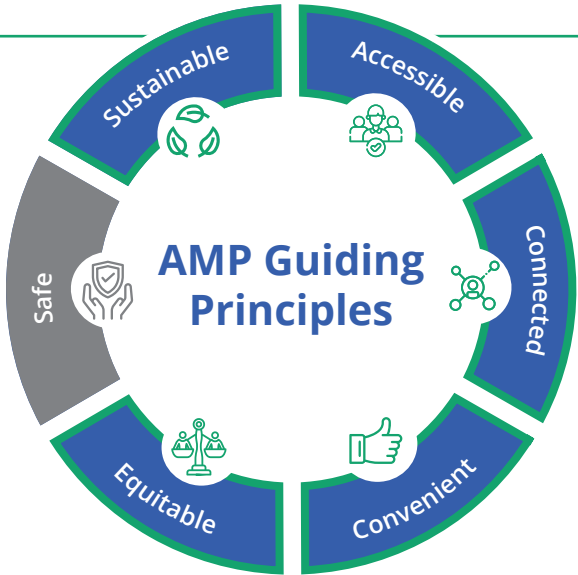 AMP Guiding
Principles
Accessible
Connected
Convenient
Equitable
Safe
Sustainable